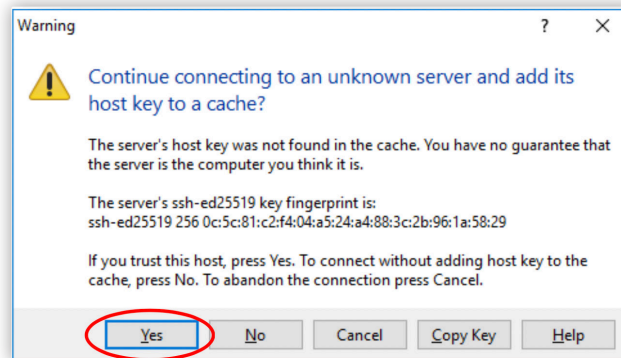 Warning
?
Continue connecting to an unknown server and add its
host key to a cache?
The server's host key was not found in the cache. You have no guarantee that
the server is the computer you think it is.
The server's ssh-ed25519 key fingerprint is:
ssh-ed25519 256 0c:5c:81:c2:f4:04:a5:24:a4:88:3c:2b:96:1a:58:29
If you trust this host, press Yes. To connect without adding host key to the
cache, press No. To abandon the connection press Cancel.
Yes No Cancel Copy Key Help